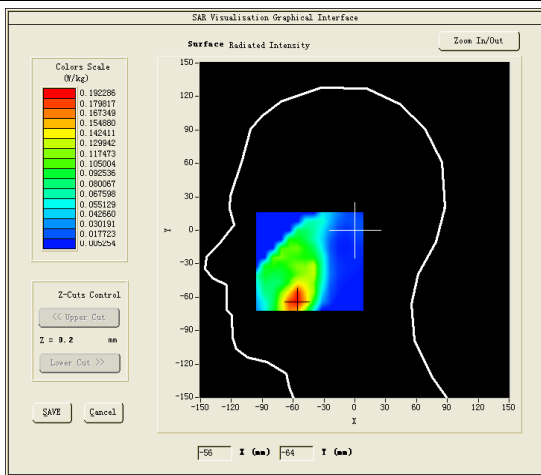 SAR Visualisation Graphical Interface
Surface Radiated Intensity
Zoom In/Out
Colors Scale
(W/kg)
0.192286
0.179817
0.167349
0.154880
0.142411
0.129942
0.117473
0.105004
0.092536
0.080067
0.067598
0.055129
0.042660
0.030191
0.017723
0.005254
Z-Cuts Control
<< Upper Cut
Z = 0.2 mm
Lower Cut >>
SAVE
Cancel
150
120
90
60
30
0
-30
-60
-90
-120
-150
Y
-150 -120 -90 -60 -30 0 30 60 90 120 150
X
-56 X (mm) -64 Y (mm)